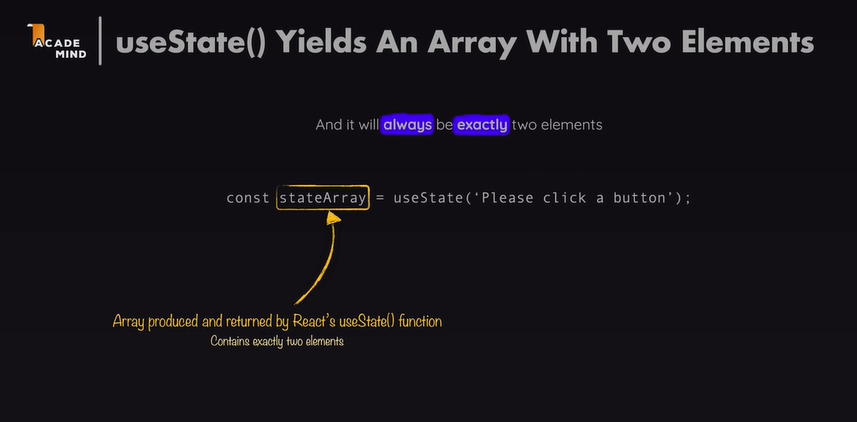 ACADE
MIND
useState() Yields An Array With Two Elements
And it will always be exactly two elements
const stateArray = useState(‘Please click a button’);
Array produced and returned by React’s useState() function
Contains exactly two elements